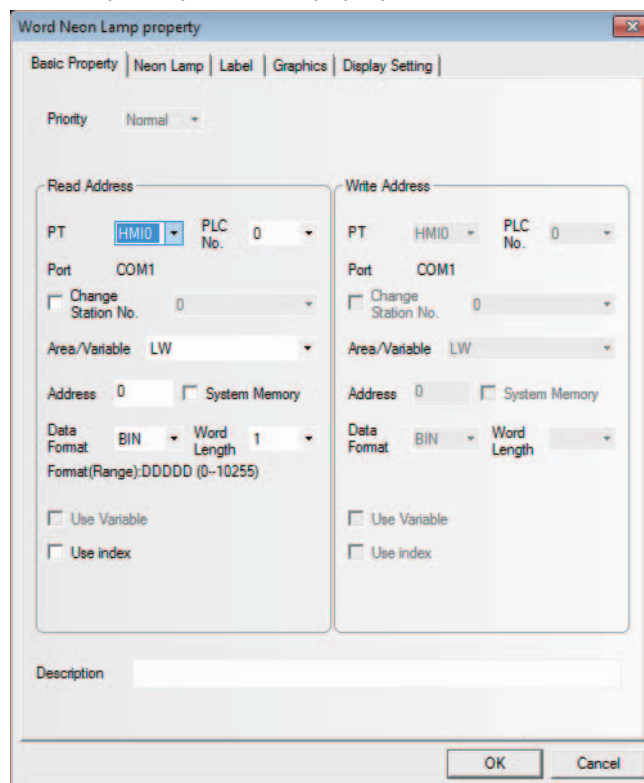 Word Neon Lamp property
Basic Property Neon Lamp Label Graphics Display Setting
Priority Normal
Read Address
PT HMI0 PLC No. 0
Port COM1
Change Station No. 0
Area/Variable LW
Address 0 System Memory
Data Format BIN Word Length 1
Format(Range):DDDDD (0--10255)
Use Variable
Use index
Write Address
PT HMI0 PLC No. 0
Port COM1
Change Station No. 0
Area/Variable LW
Address 0 System Memory
Data Format BIN Word Length
Use Variable
Use index
Description
OK Cancel